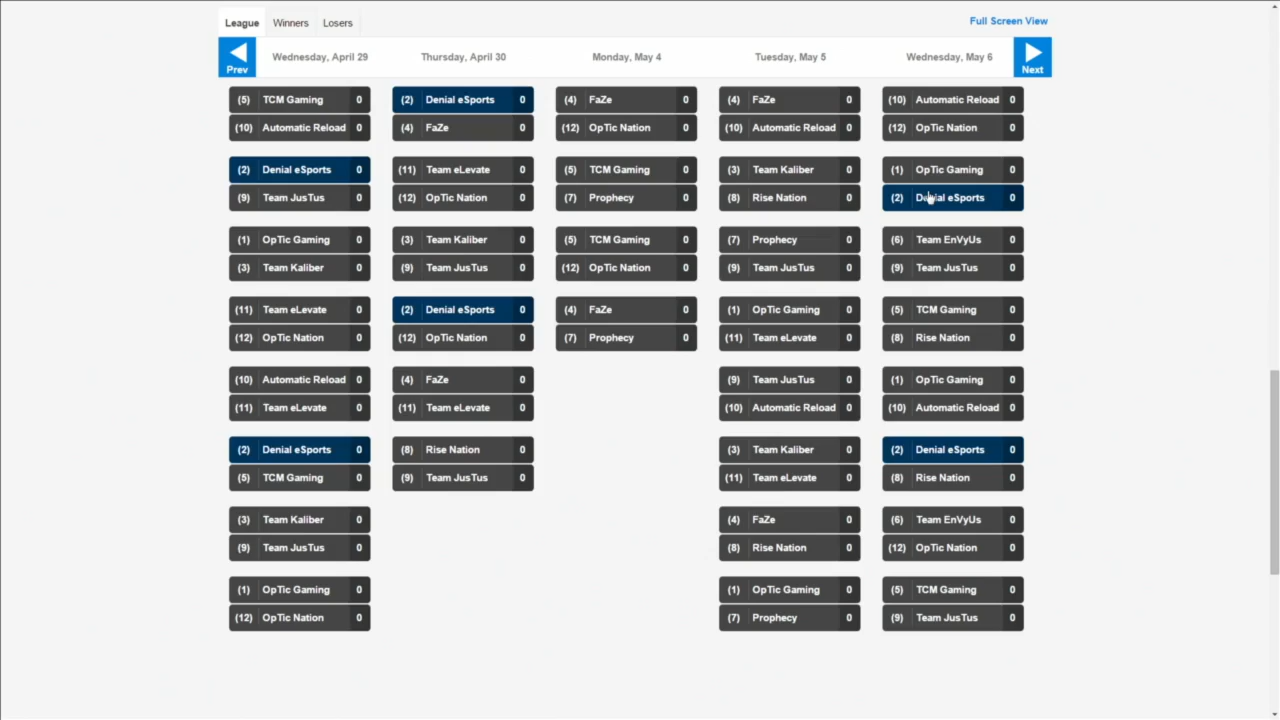 League Winners Losers
Full Screen View
Prev Wednesday, April 29 Thursday, April 30 Monday, May 4 Tuesday, May 5 Wednesday, May 6 Next
(5) TCM Gaming 0 (2) Denial eSports 0 (4) FaZe 0 (4) FaZe 0 (10) Automatic Reload 0
(10) Automatic Reload 0 (4) FaZe 0 (12) OpTic Nation 0 (10) Automatic Reload 0 (12) OpTic Nation 0
(2) Denial eSports 0 (11) Team eLevate 0 (5) TCM Gaming 0 (3) Team Kaliber 0 (1) OpTic Gaming 0
(9) Team JusTus 0 (12) OpTic Nation 0 (7) Prophecy 0 (8) Rise Nation 0 (2) Denial eSports 0
(1) OpTic Gaming 0 (3) Team Kaliber 0 (5) TCM Gaming 0 (7) Prophecy 0 (6) Team EnVyUs 0
(3) Team Kaliber 0 (9) Team JusTus 0 (12) OpTic Nation 0 (9) Team JusTus 0 (9) Team JusTus 0
(11) Team eLevate 0 (2) Denial eSports 0 (4) FaZe 0 (1) OpTic Gaming 0 (5) TCM Gaming 0
(12) OpTic Nation 0 (12) OpTic Nation 0 (7) Prophecy 0 (11) Team eLevate 0 (8) Rise Nation 0
(10) Automatic Reload 0 (4) FaZe 0 (9) Team JusTus 0 (1) OpTic Gaming 0
(11) Team eLevate 0 (11) Team eLevate 0 (10) Automatic Reload 0 (10) Automatic Reload 0
(2) Denial eSports 0 (8) Rise Nation 0 (3) Team Kaliber 0 (2) Denial eSports 0
(5) TCM Gaming 0 (9) Team JusTus 0 (11) Team eLevate 0 (8) Rise Nation 0
(3) Team Kaliber 0 (4) FaZe 0 (6) Team EnVyUs 0
(9) Team JusTus 0 (8) Rise Nation 0 (12) OpTic Nation 0
(1) OpTic Gaming 0 (1) OpTic Gaming 0 (5) TCM Gaming 0
(12) OpTic Nation 0 (7) Prophecy 0 (9) Team JusTus 0